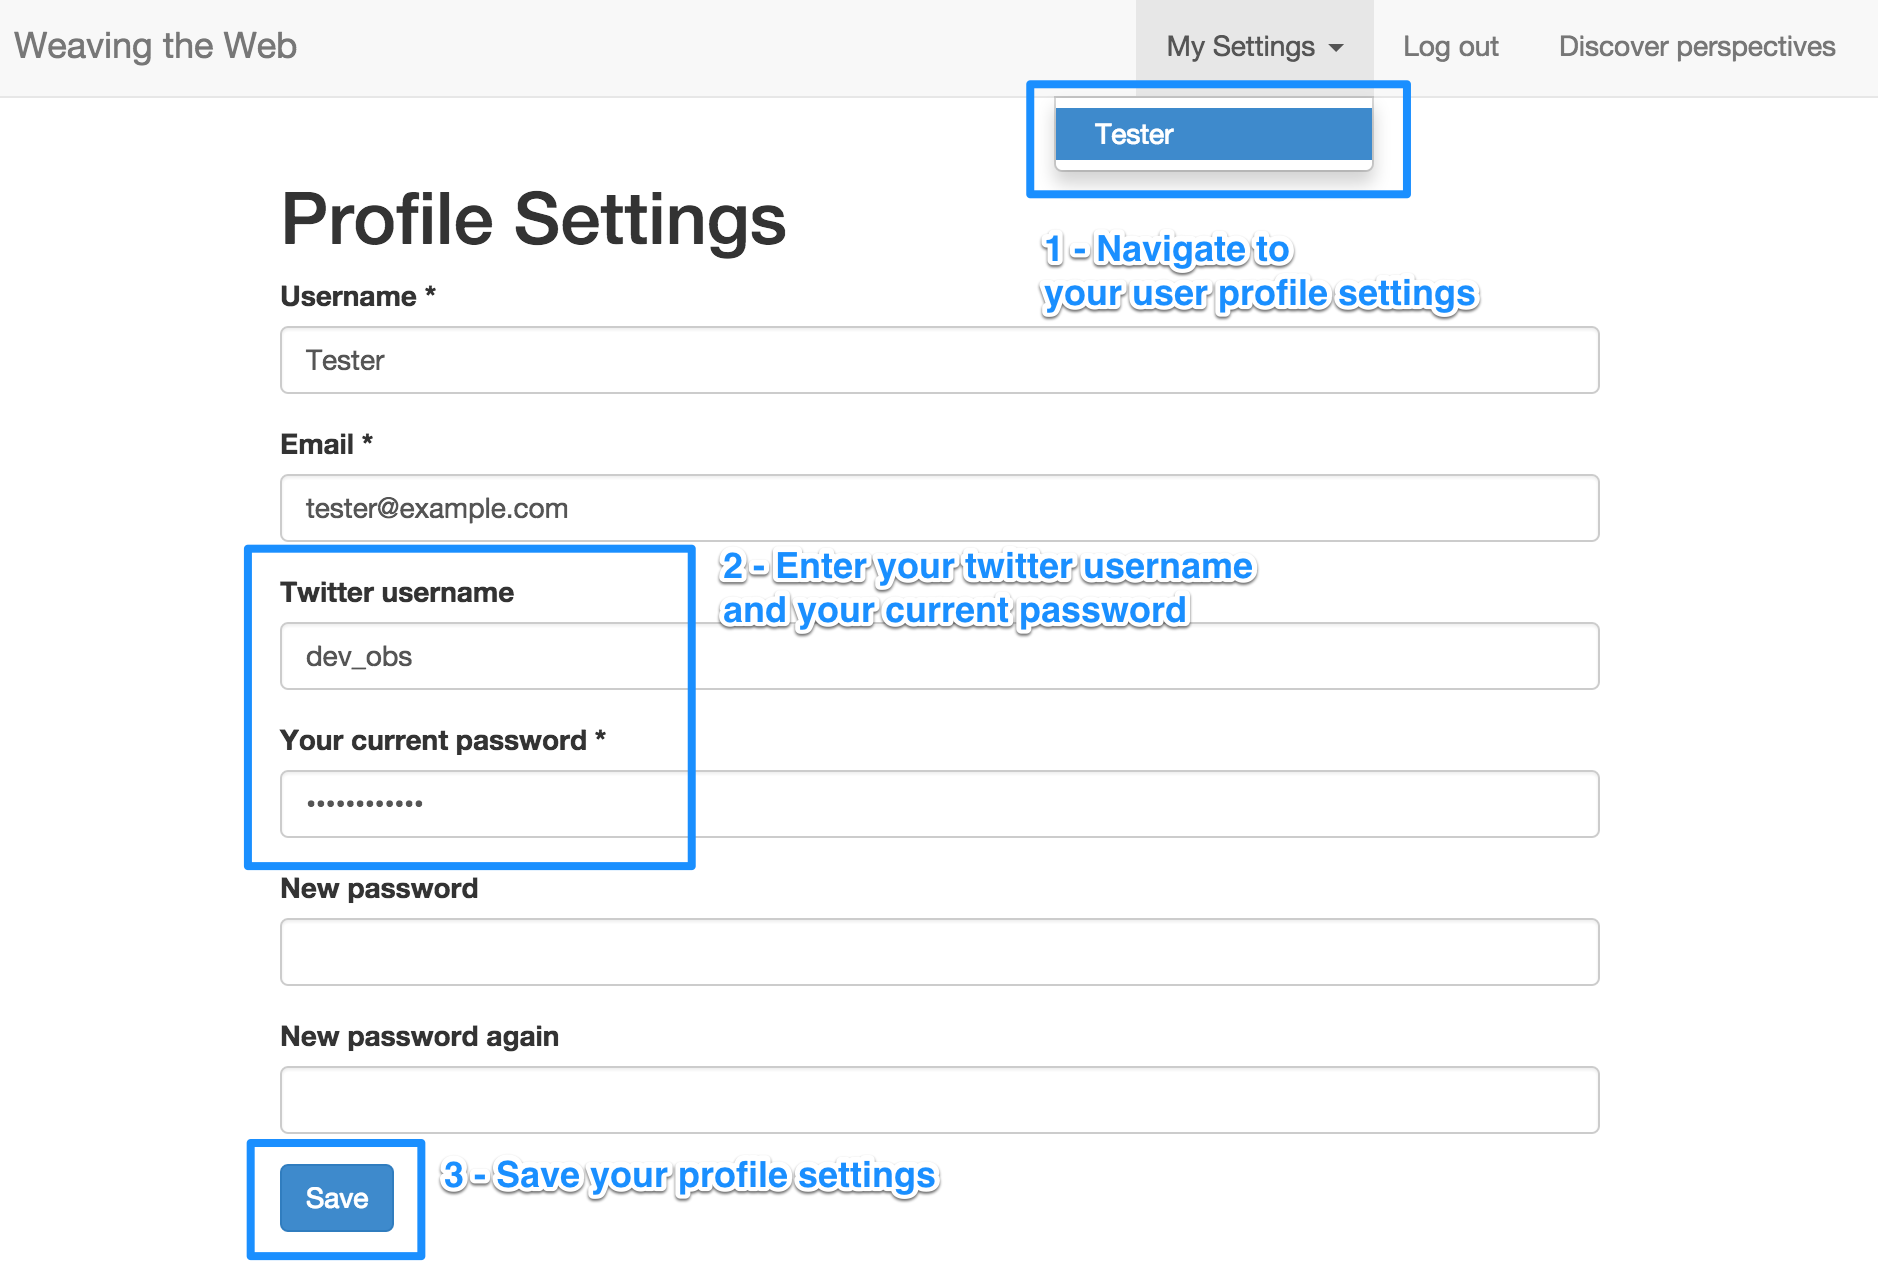 Weaving the Web
My Settings
Log out
Discover perspectives
Tester
1 - Navigate to
your user profile settings
Profile Settings
Username *
Tester
Email *
tester@example.com
2 - Enter your twitter username
and your current password
Twitter username
dev_obs
Your current password *
••••••••••••
New password
New password again
Save
3 - Save your profile settings